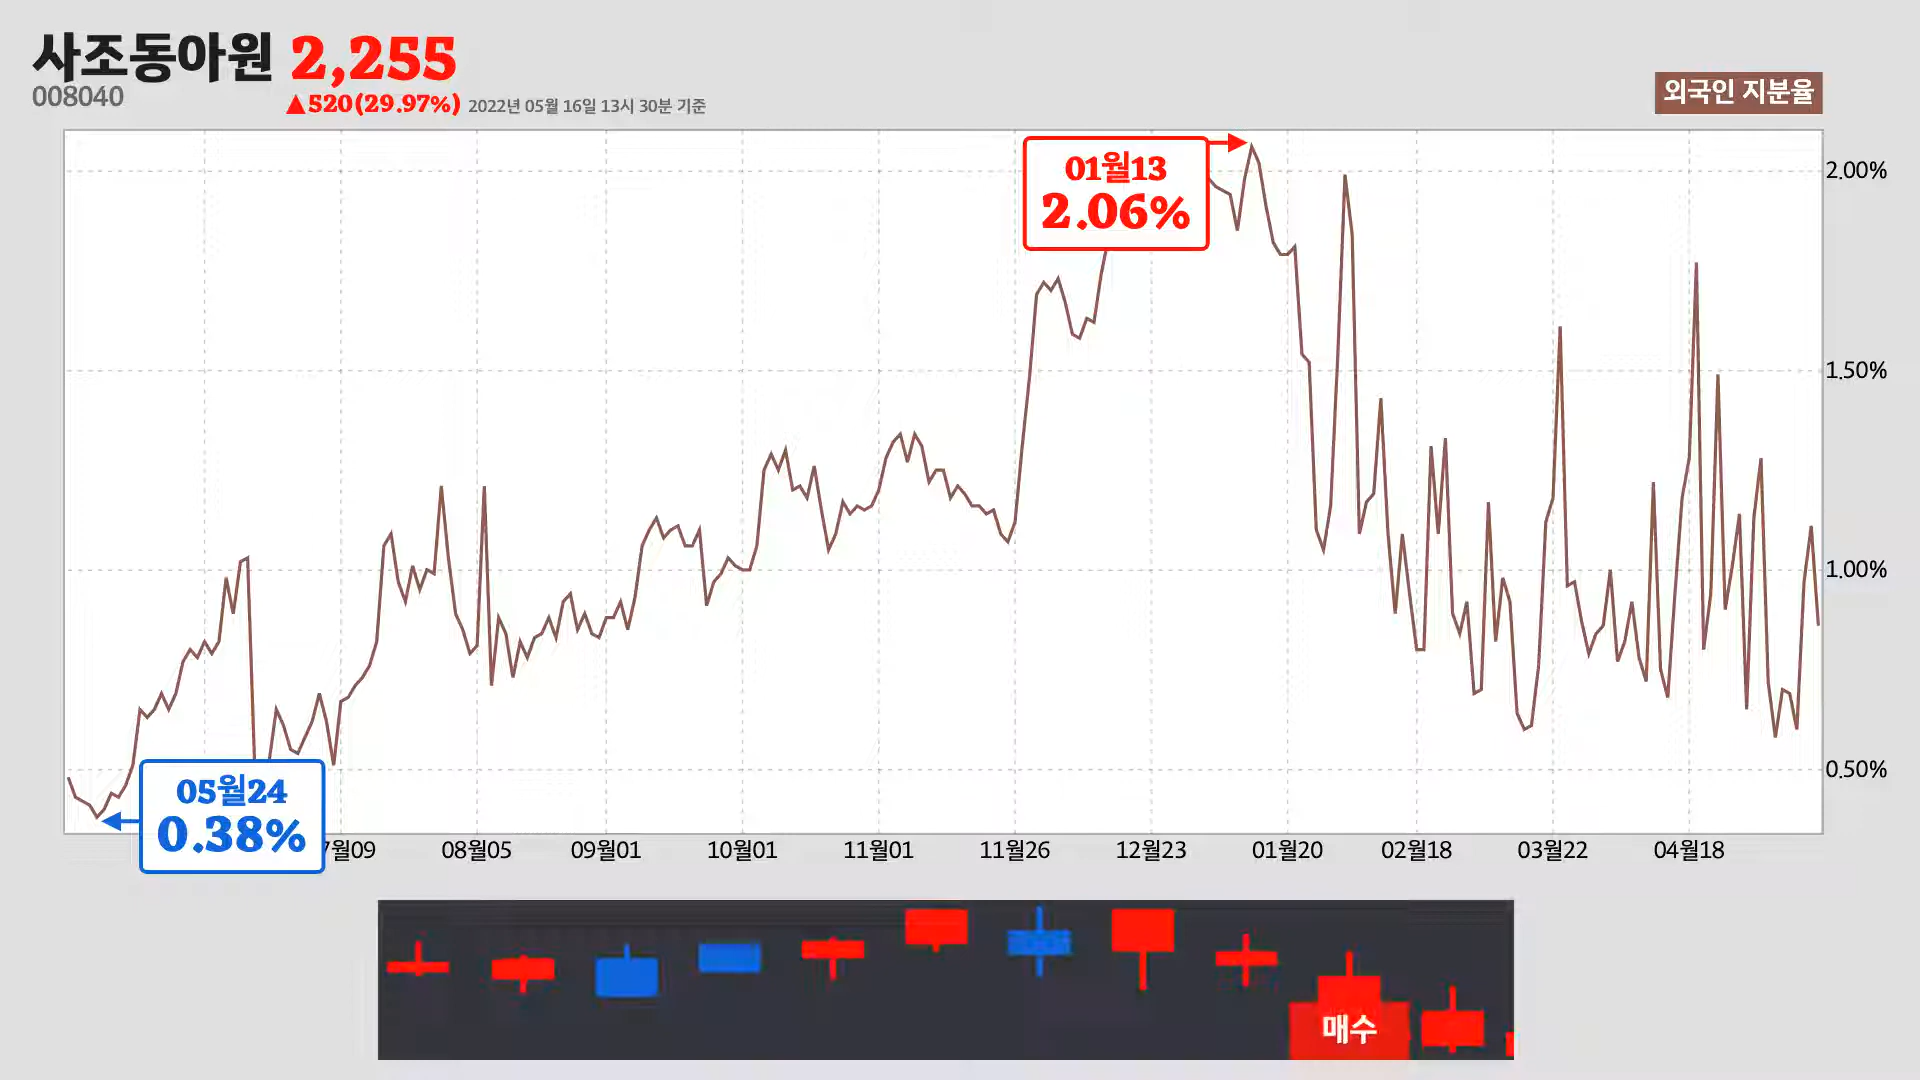 사조동아원 2,255
008040
▲520(29.97%) 2022년 05월 16일 13시 30분 기준
외국인 지분율
01월13
2.06%
2.00%
1.50%
1.00%
0.50%
05월24
0.38%
7월09 08월05 09월01 10월01 11월01 11월26 12월23 01월20 02월18 03월22 04월18
매수